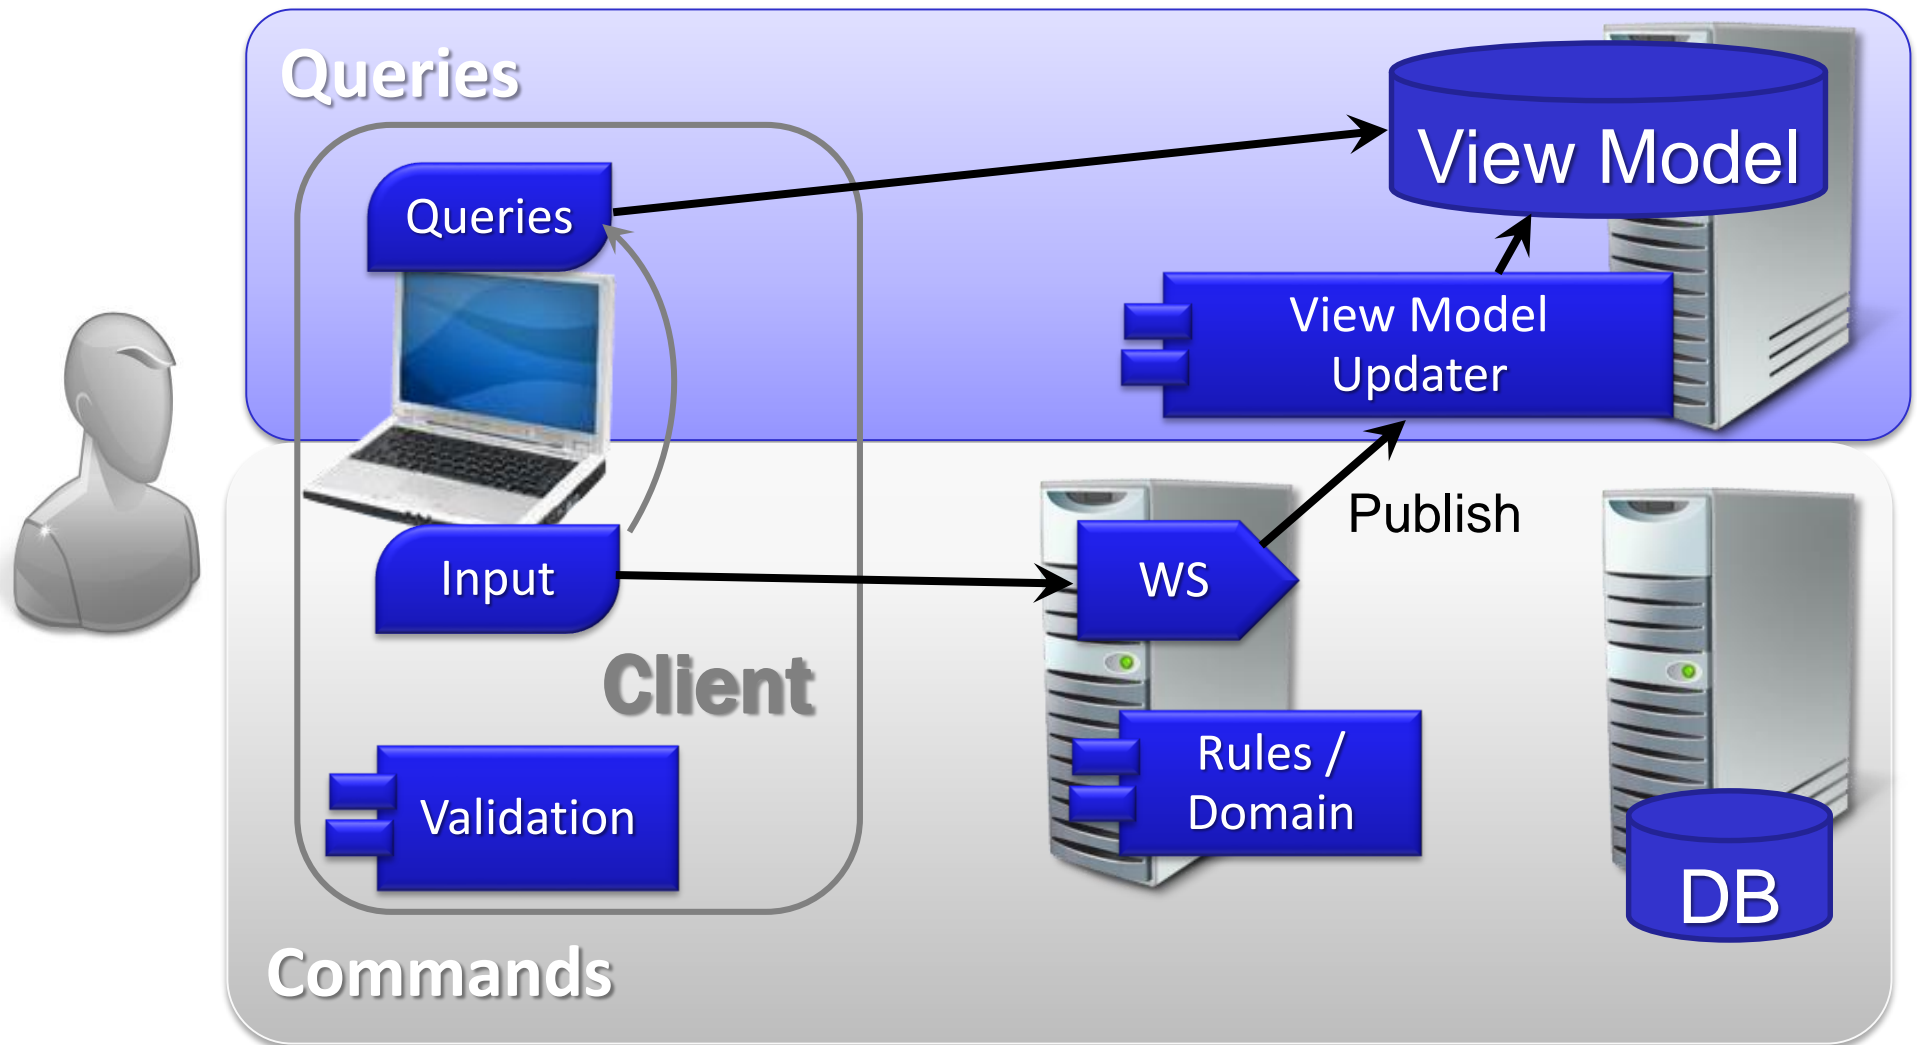 Queries
View Model
Queries
View Model
Updater
Publish
WS
Input
Client
Rules /
Domain
Validation
DB
Commands